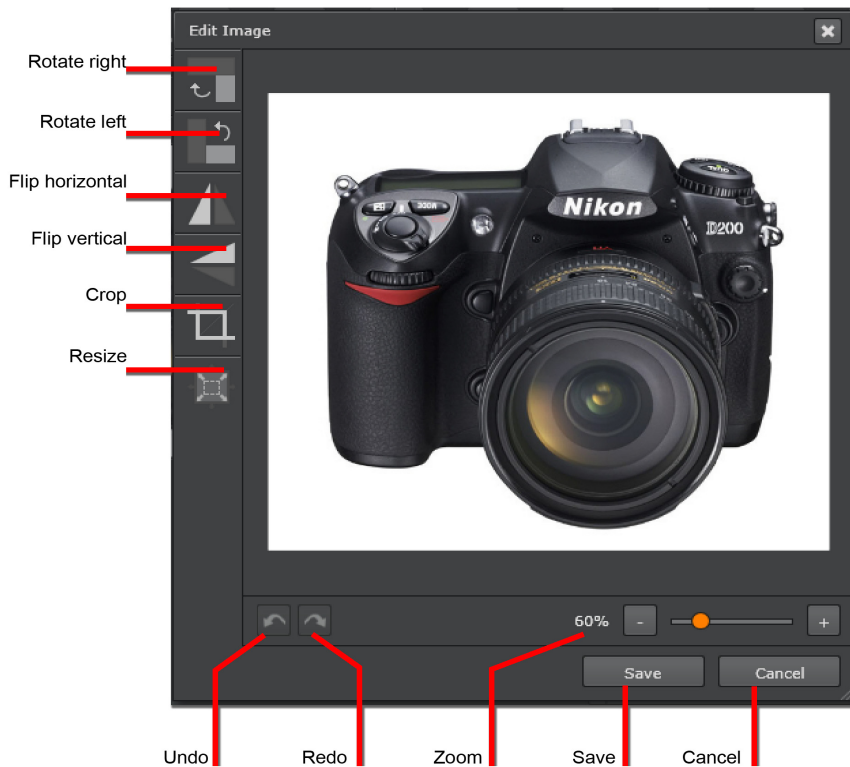 Edit Image
Rotate right
Rotate left
Flip horizontal
Flip vertical
Crop
Resize
Nikon
D200
60%
-
+
Save
Cancel
Undo
Redo
Zoom
Save
Cancel